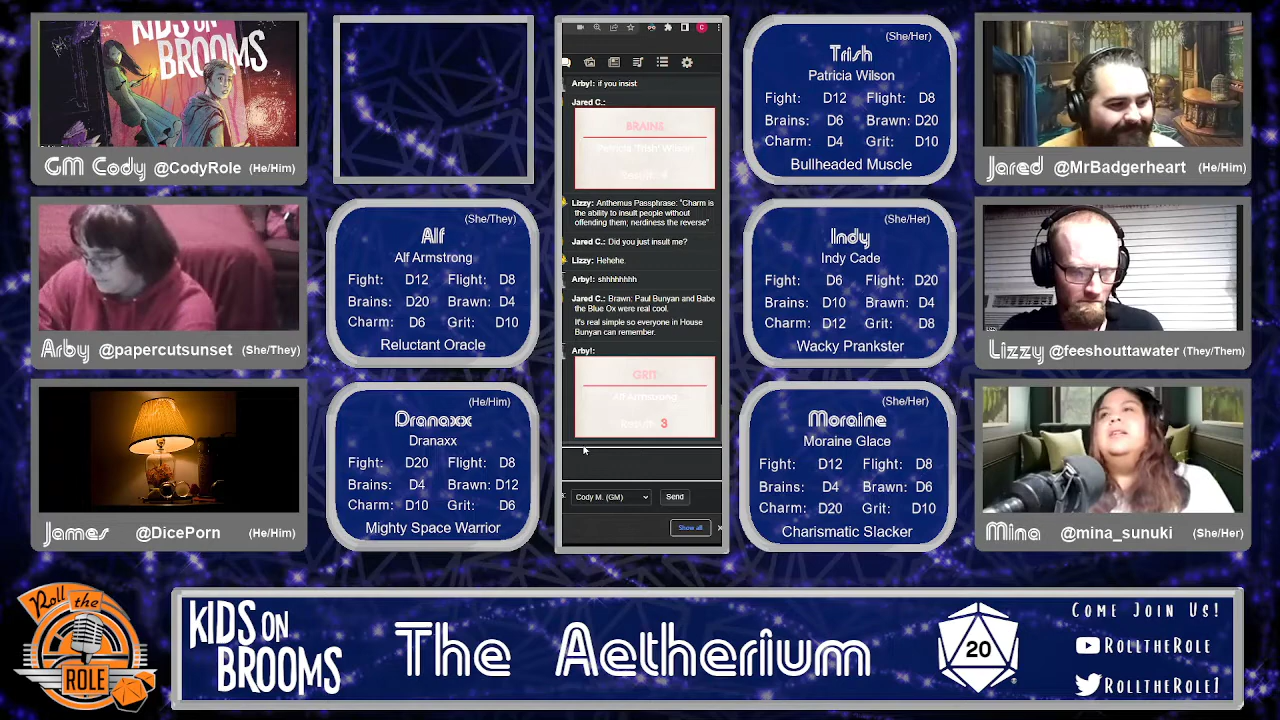 KIDS ON
BROOMS
GM Cody @CodyRole (He/Him)
Arby @papercutsunset (She/They)
James @DicePorn (He/Him)
(She/They)
Alf
Alf Armstrong
Fight: D12 Flight: D8
Brains: D20 Brawn: D4
Charm: D6 Grit: D10
Reluctant Oracle
(He/Him)
Dranaxx
Dranaxx
Fight: D20 Flight: D8
Brains: D4 Brawn: D12
Charm: D10 Grit: D6
Mighty Space Warrior
Arby!: if you insist
Jared C.:
BRAINS
Patricia 'Trish' Wilson
Lizzy: Anthemus Passphrase: "Charm is
the ability to insult people without
offending them; nerdiness the reverse"
Jared C.: Did you just insult me?
Lizzy: Hehehe.
Arby!: shhhhhhhh
Jared C.: Brawn: Paul Bunyan and Babe
the Blue Ox were real cool.
It's real simple so everyone in House
Bunyan can remember.
Arby!:
GRIT
Alf Armstrong
Result: 3
Cody M. (GM) Send
Show all
(She/Her)
Trish
Patricia Wilson
Fight: D12 Flight: D8
Brains: D6 Brawn: D20
Charm: D4 Grit: D10
Bullheaded Muscle
(She/Her)
Indy
Indy Cade
Fight: D6 Flight: D20
Brains: D10 Brawn: D4
Charm: D12 Grit: D8
Wacky Prankster
(She/Her)
Moraine
Moraine Glace
Fight: D12 Flight: D8
Brains: D4 Brawn: D6
Charm: D20 Grit: D10
Charismatic Slacker
Jared @MrBadgerheart (He/Him)
Lizzy @feeshouttawater (They/Them)
Mina @mina_sunuki (She/Her)
Roll the
ROLE
KIDS ON
BROOMS
The Aetherium
20
Come Join Us!
RolltheRole
RolltheRole1